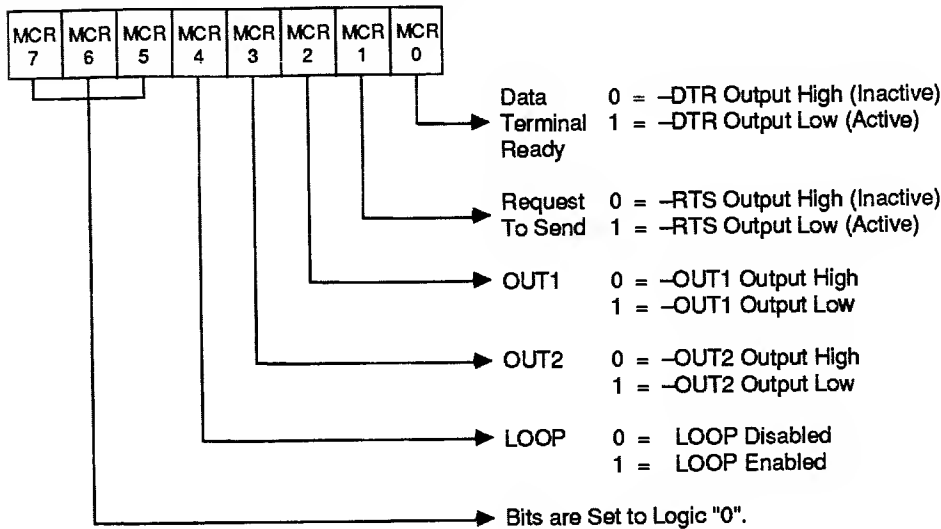 MCR MCR MCR MCR MCR MCR MCR MCR
7 6 5 4 3 2 1 0
Data 0 = –DTR Output High (Inactive)
Terminal 1 = –DTR Output Low (Active)
Ready
Request 0 = –RTS Output High (Inactive)
To Send 1 = –RTS Output Low (Active)
OUT1 0 = –OUT1 Output High
1 = –OUT1 Output Low
OUT2 0 = –OUT2 Output High
1 = –OUT2 Output Low
LOOP 0 = LOOP Disabled
1 = LOOP Enabled
Bits are Set to Logic "0".